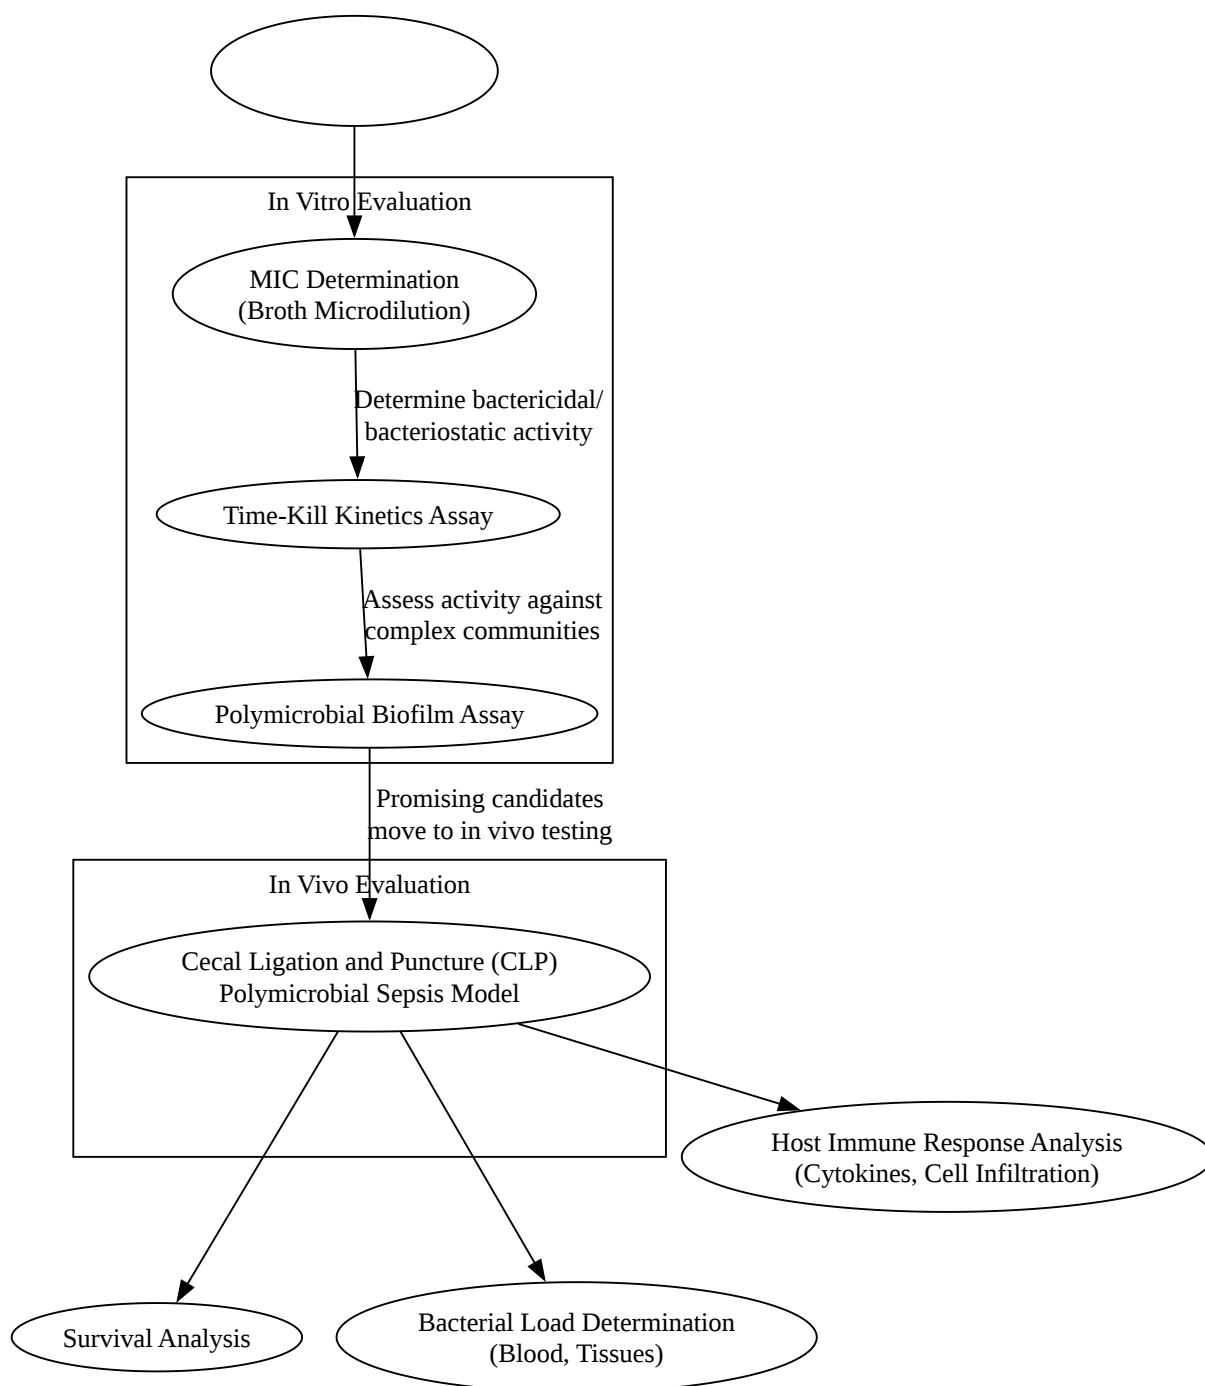 In Vitro Evaluation
MIC Determination
(Broth Microdilution)
Determine bactericidal/
bacteriostatic activity
Time-Kill Kinetics Assay
Assess activity against
complex communities
Polymicrobial Biofilm Assay
Promising candidates
move to in vivo testing
In Vivo Evaluation
Cecal Ligation and Puncture (CLP)
Polymicrobial Sepsis Model
Host Immune Response Analysis
(Cytokines, Cell Infiltration)
Survival Analysis
Bacterial Load Determination
(Blood, Tissues)